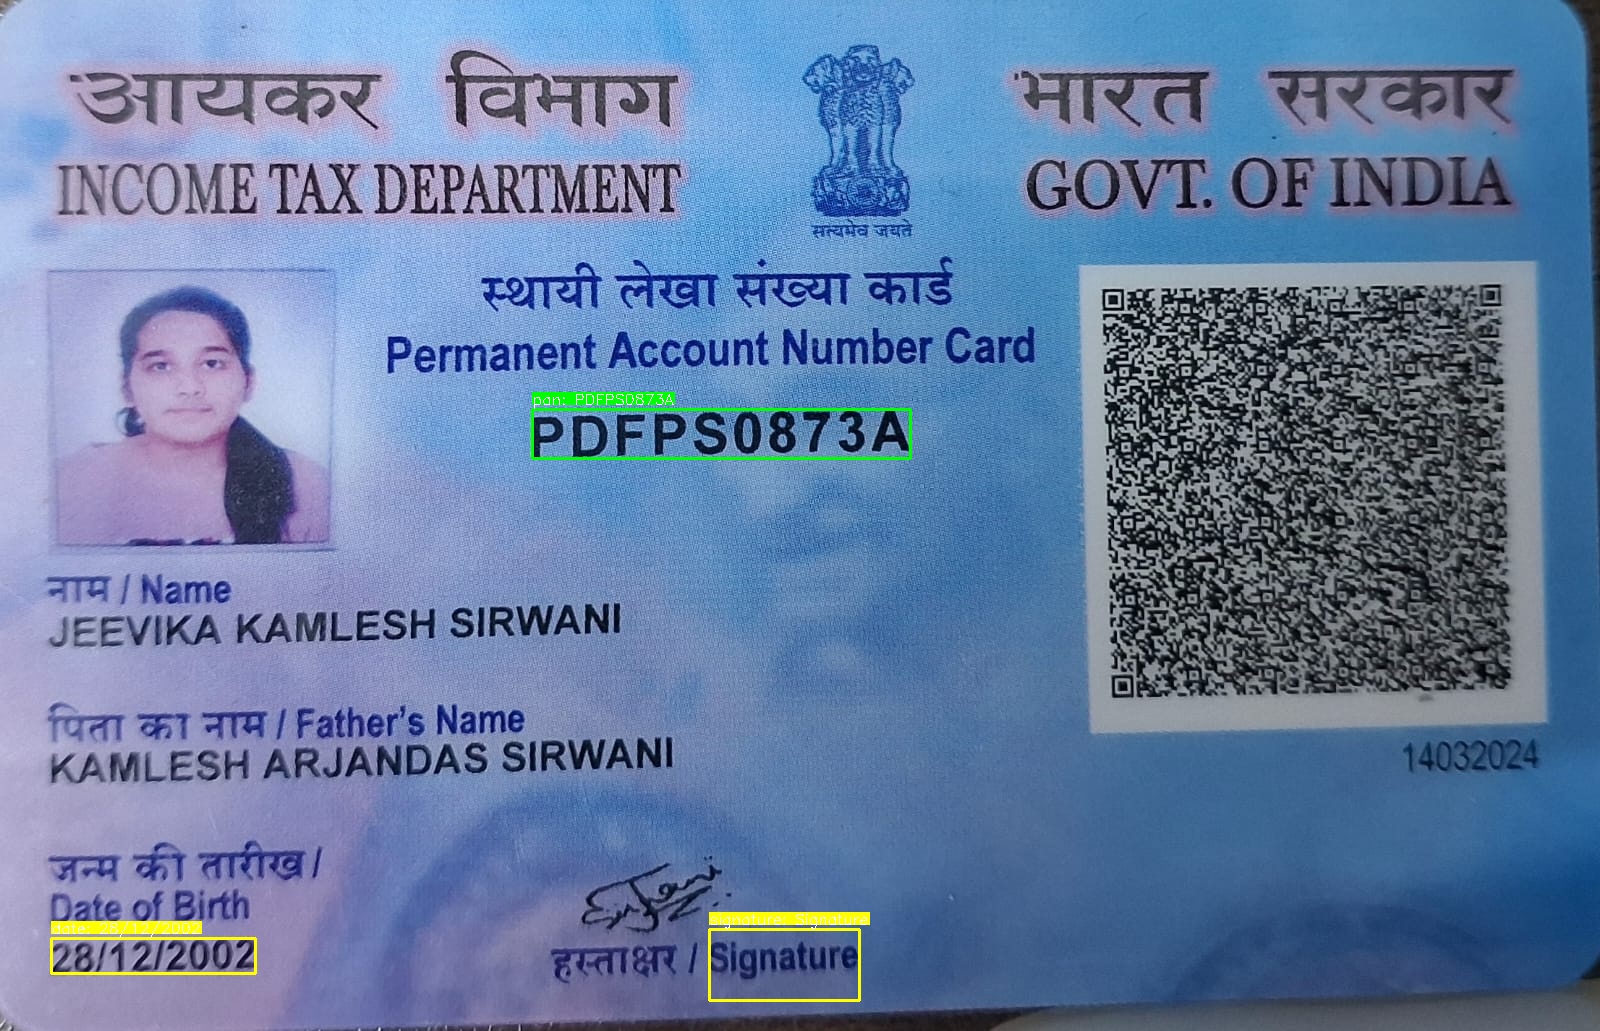 आयकर विभाग
INCOME TAX DEPARTMENT
सत्यमेव जयते
भारत सरकार
GOVT. OF INDIA
स्थायी लेखा संख्या कार्ड
Permanent Account Number Card
pan: PDFPS0873A
PDFPS0873A
नाम / Name
JEEVIKA KAMLESH SIRWANI
पिता का नाम / Father's Name
KAMLESH ARJANDAS SIRWANI
14032024
जन्म की तारीख /
Date of Birth
date: 28/12/2002
28/12/2002
signature: Signature
हस्ताक्षर / Signature